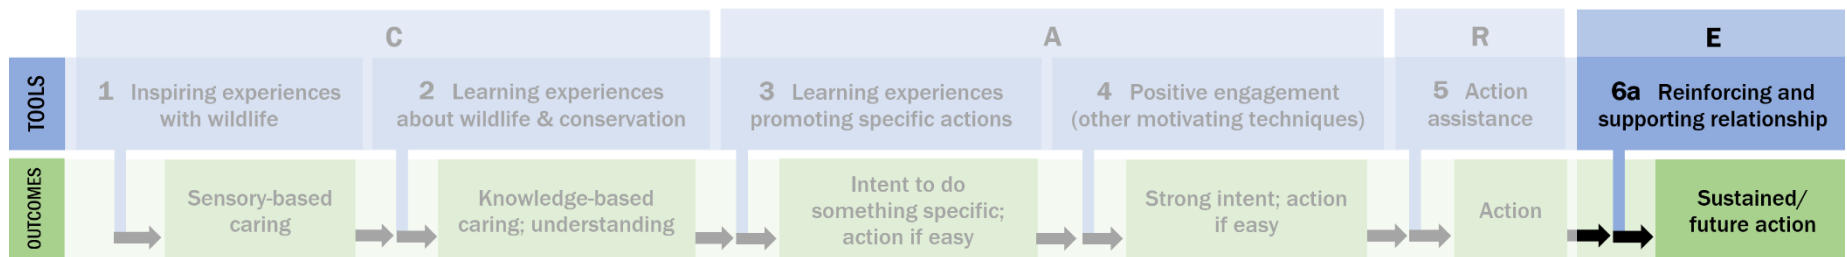 C
A
R
E
TOOLS
1 Inspiring experiences
with wildlife
2 Learning experiences
about wildlife & conservation
3 Learning experiences
promoting specific actions
4 Positive engagement
(other motivating techniques)
5 Action
assistance
6a Reinforcing and
supporting relationship
OUTCOMES
Sensory-based
caring
Knowledge-based
caring; understanding
Intent to do
something specific;
action if easy
Strong intent; action
if easy
Action
Sustained/
future action